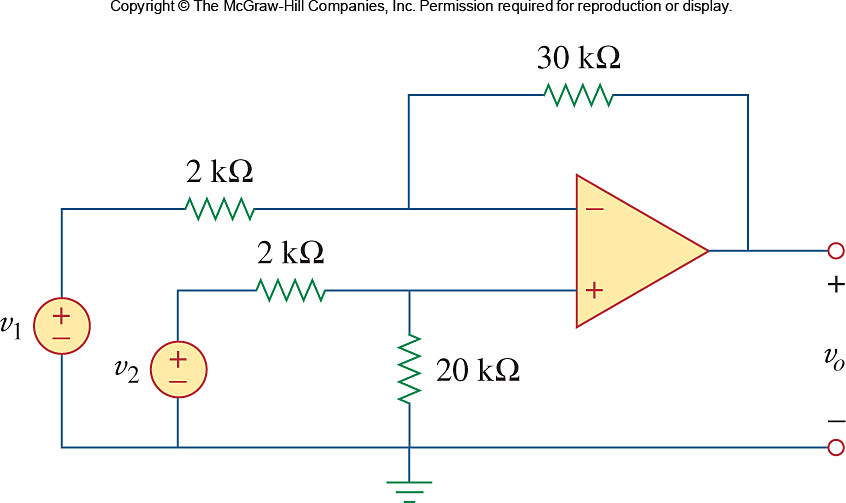 Copyright © The McGraw-Hill Companies, Inc. Permission required for reproduction or display.
30 kΩ
2 kΩ
2 kΩ
−
+
+
−
v1
+
−
v2
20 kΩ
+
vo
−